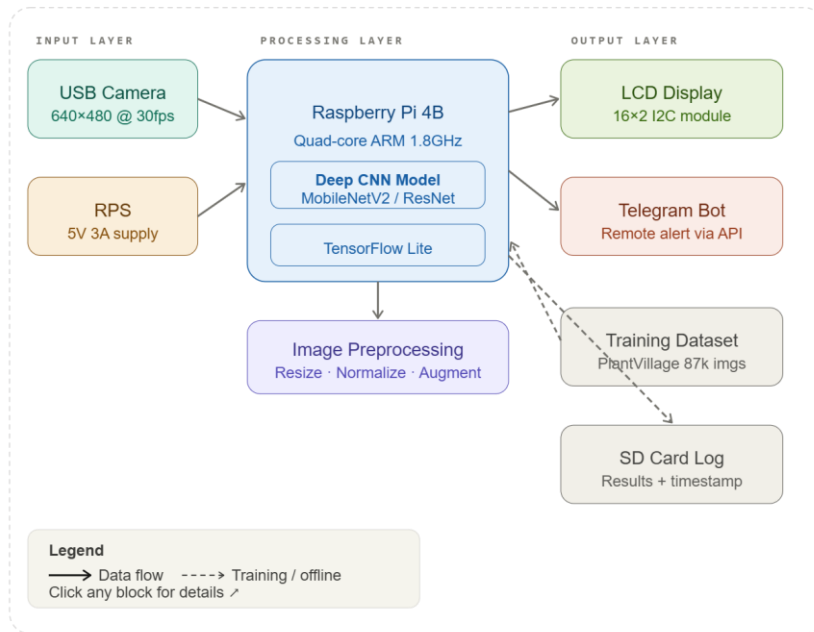 INPUT LAYER
PROCESSING LAYER
OUTPUT LAYER
USB Camera
640×480 @ 30fps
RPS
5V 3A supply
Raspberry Pi 4B
Quad-core ARM 1.8GHz
Deep CNN Model
MobileNetV2 / ResNet
TensorFlow Lite
Image Preprocessing
Resize · Normalize · Augment
LCD Display
16×2 I2C module
Telegram Bot
Remote alert via API
Training Dataset
PlantVillage 87k imgs
SD Card Log
Results + timestamp
Legend
Data flow
Training / offline
Click any block for details ↗